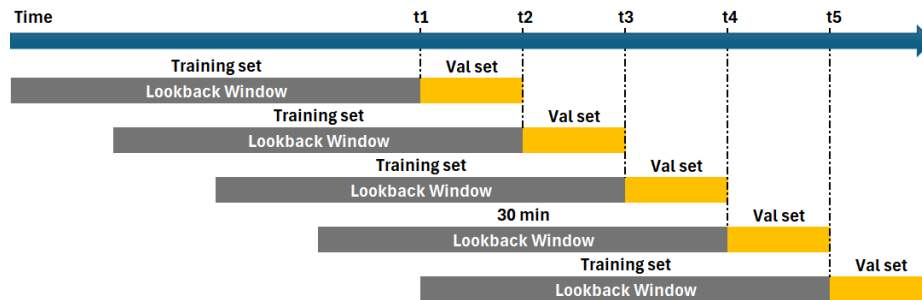 Time t1 t2 t3 t4 t5
Training set Val set
Lookback Window
Training set Val set
Lookback Window
Training set Val set
Lookback Window
30 min Val set
Lookback Window
Training set Val set
Lookback Window